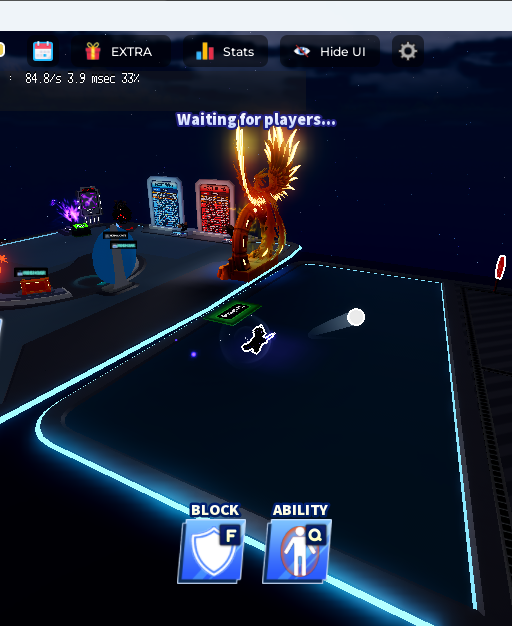 EXTRA
Stats
Hide UI
: 84.8/s 3.9 msec 33%
Waiting for players...
BLOCK
ABILITY
F
Q